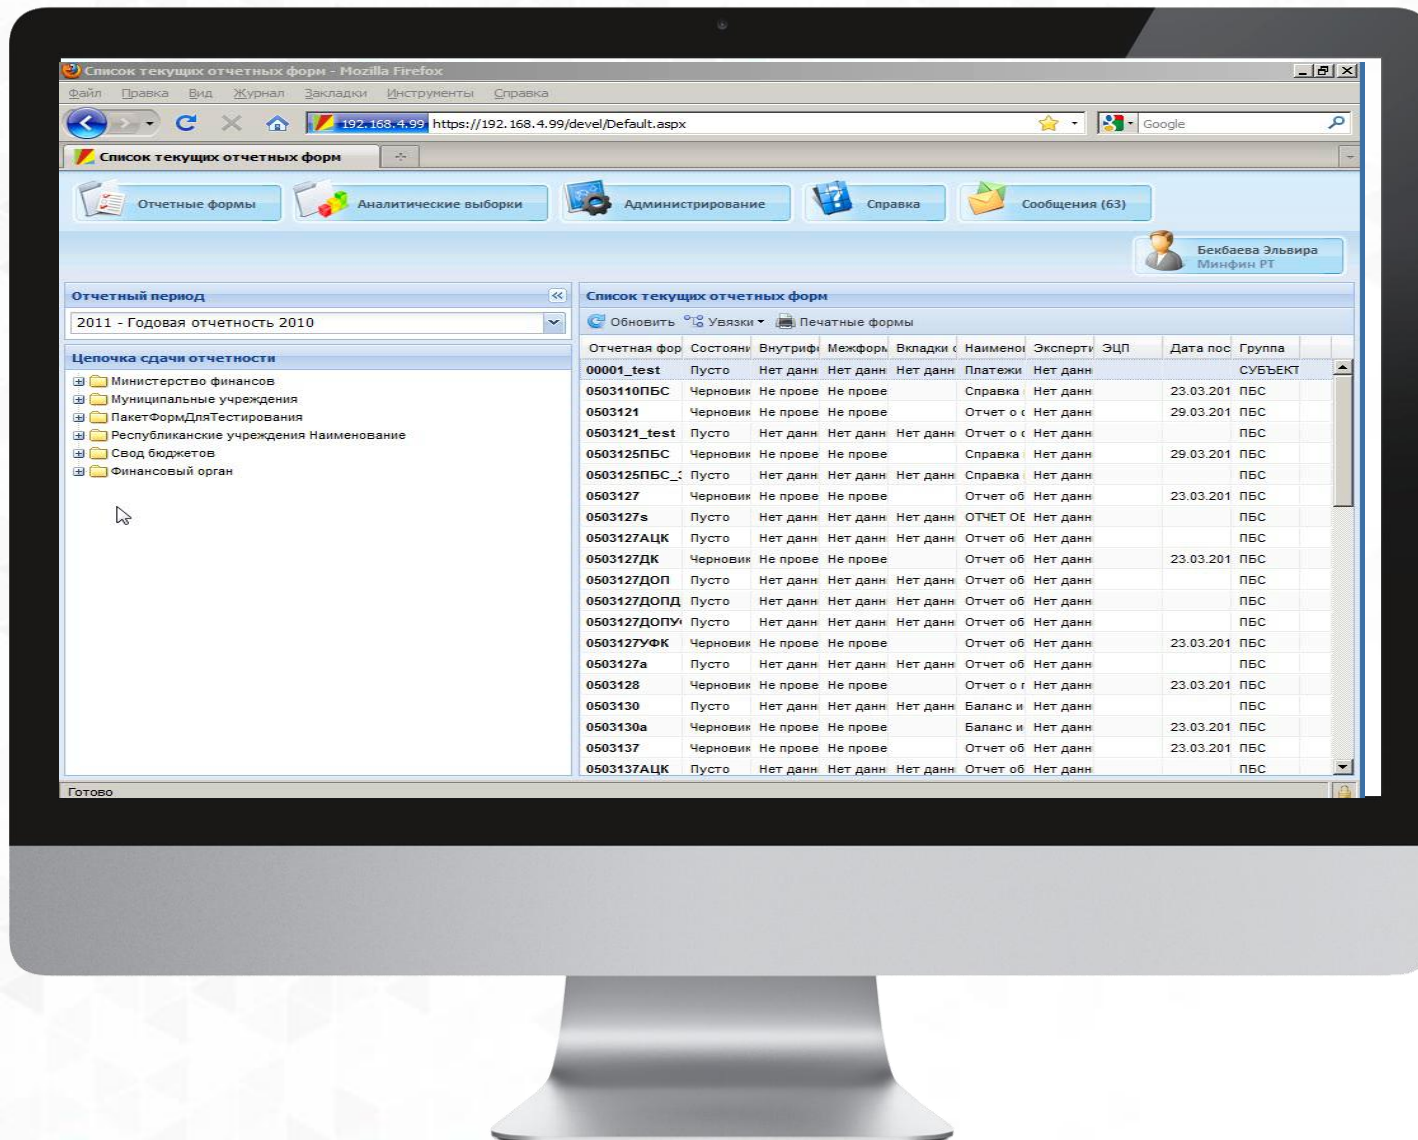 Список текущих отчетных форм - Mozilla Firefox
Файл Правка Вид Журнал Закладки Инструменты Справка
192.168.4.99 https://192.168.4.99/devel/Default.aspx Google
Список текущих отчетных форм
Отчетные формы Аналитические выборки Администрирование Справка Сообщения (63)
Бекбаева Эльвира
Минфин РТ
Отчетный период
2011 - Годовая отчетность 2010
Цепочка сдачи отчетности
Министерство финансов
Муниципальные учреждения
ПакетФормДляТестирования
Республиканские учреждения Наименование
Свод бюджетов
Финансовый орган
Список текущих отчетных форм
Обновить Увязки Печатные формы
Отчетная фор Состояни Внутриф Межформ Вкладки Наимено Эксперти ЭЦП Дата пос Группа
00001_test Пусто Нет данн Нет данн Нет данн Платежи Нет данн СУБЪЕКТ
0503110ПБС Черновик Не прове Не прове Справка Нет данн 23.03.201 ПБС
0503121 Черновик Не прове Не прове Отчет о Нет данн 29.03.201 ПБС
0503121_test Пусто Нет данн Нет данн Нет данн Отчет о Нет данн ПБС
0503125ПБС Черновик Не прове Не прове Справка Нет данн 29.03.201 ПБС
0503125ПБС_ Пусто Нет данн Нет данн Нет данн Справка Нет данн ПБС
0503127 Черновик Не прове Не прове Отчет об Нет данн 23.03.201 ПБС
0503127s Пусто Нет данн Нет данн Нет данн ОТЧЕТ ОБ Нет данн ПБС
0503127АЦК Пусто Нет данн Нет данн Нет данн Отчет об Нет данн ПБС
0503127ДК Черновик Не прове Не прове Отчет об Нет данн 23.03.201 ПБС
0503127ДОП Пусто Нет данн Нет данн Нет данн Отчет об Нет данн ПБС
0503127ДОПД Пусто Нет данн Нет данн Нет данн Отчет об Нет данн ПБС
0503127ДОПУ Пусто Нет данн Нет данн Нет данн Отчет об Нет данн ПБС
0503127УФК Черновик Не прове Не прове Отчет об Нет данн 23.03.201 ПБС
0503127a Пусто Нет данн Нет данн Нет данн Отчет об Нет данн ПБС
0503128 Черновик Не прове Не прове Отчет о Нет данн 23.03.201 ПБС
0503130 Пусто Нет данн Нет данн Нет данн Баланс и Нет данн ПБС
0503130a Черновик Не прове Не прове Баланс и Нет данн 23.03.201 ПБС
0503137 Черновик Не прове Не прове Отчет об Нет данн 23.03.201 ПБС
0503137АЦК Пусто Нет данн Нет данн Нет данн Отчет об Нет данн ПБС
Готово